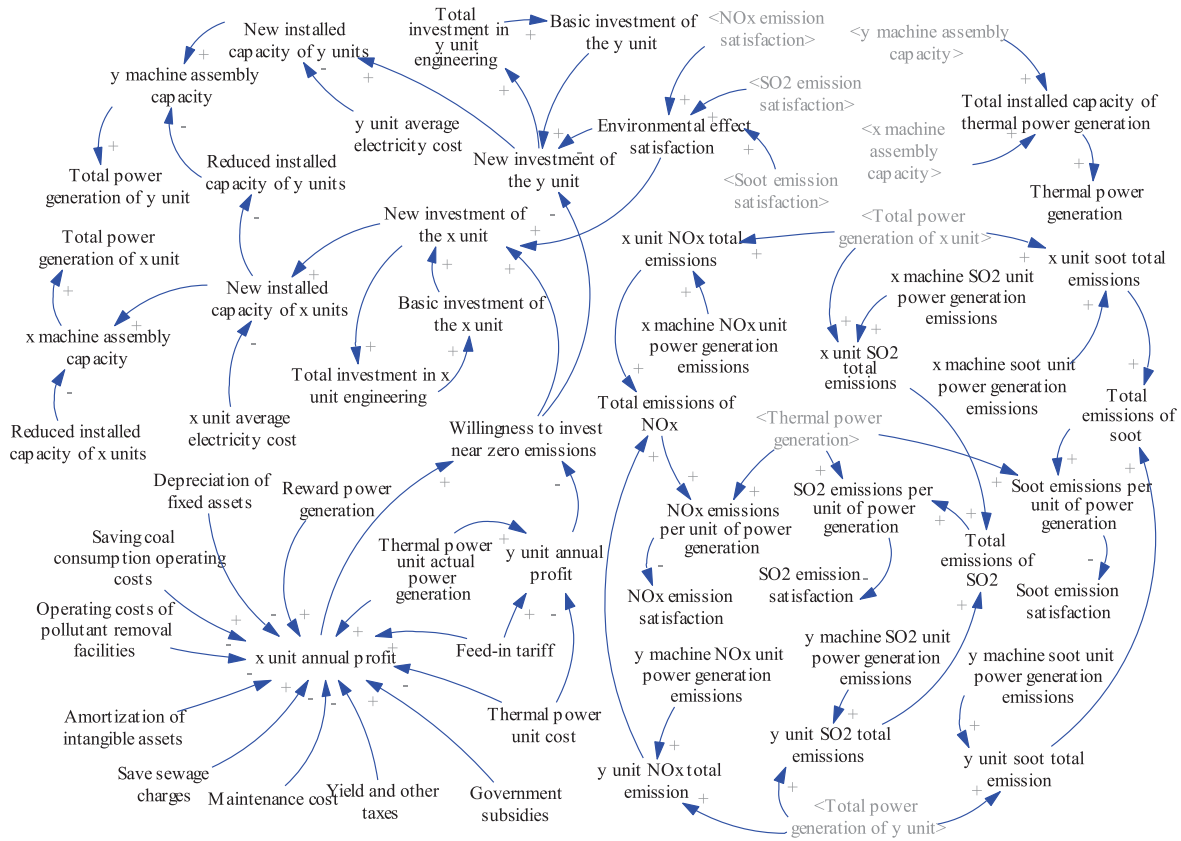 New installed
capacity of y units
Total
investment in
y unit
engineering
Basic investment of
the y unit
<NOx emission
satisfaction>
<y machine assembly
capacity>
y machine assembly
capacity
<SO2 emission
satisfaction>
Total installed capacity of
thermal power generation
y unit average
electricity cost
Environmental effect
satisfaction
<x machine
assembly
capacity>
Reduced installed
capacity of y units
New investment of
the y unit
Total power
generation of y unit
<Soot emission
satisfaction>
Thermal power
generation
New investment of
the x unit
<Total power
generation of x unit>
Total power
generation of x unit
x unit NOx total
emissions
x unit soot total
emissions
New installed
capacity of x units
Basic investment of
the x unit
x machine SO2 unit
power generation
emissions
x machine assembly
capacity
x machine NOx unit
power generation
emissions
x unit SO2
total
emissions
Total investment in x
unit engineering
x machine soot unit
power generation
emissions
Reduced installed
capacity of x units
x unit average
electricity cost
Willingness to invest
near zero emissions
Total emissions of
NOx
<Thermal power
generation>
Total
emissions of
soot
Depreciation of
fixed assets
Reward power
generation
NOx emissions
per unit of power
generation
SO2 emissions per
unit of power
generation
Soot emissions per
unit of power
generation
Saving coal
consumption operating
costs
Thermal power
unit actual
power
generation
y unit annual
profit
Total
emissions of
SO2
Operating costs of
pollutant removal
facilities
NOx emission
satisfaction
SO2 emission
satisfaction
Soot emission
satisfaction
x unit annual profit
Feed-in tariff
y machine NOx unit
power generation
emissions
y machine SO2 unit
power generation
emissions
y machine soot unit
power generation
emissions
Amortization of
intangible assets
Thermal power
unit cost
y unit SO2 total
emissions
Save sewage
charges
Maintenance cost
Yield and other
taxes
Government
subsidies
y unit NOx total
emission
y unit soot total
emission
<Total power
generation of y unit>